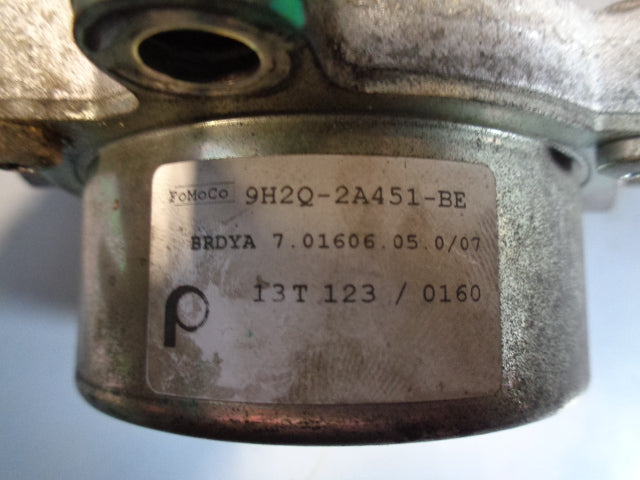 FoMoCo 9H2Q-2A451-BE
BRDYA 7.01606.05.0/07
13T 123 / 0160